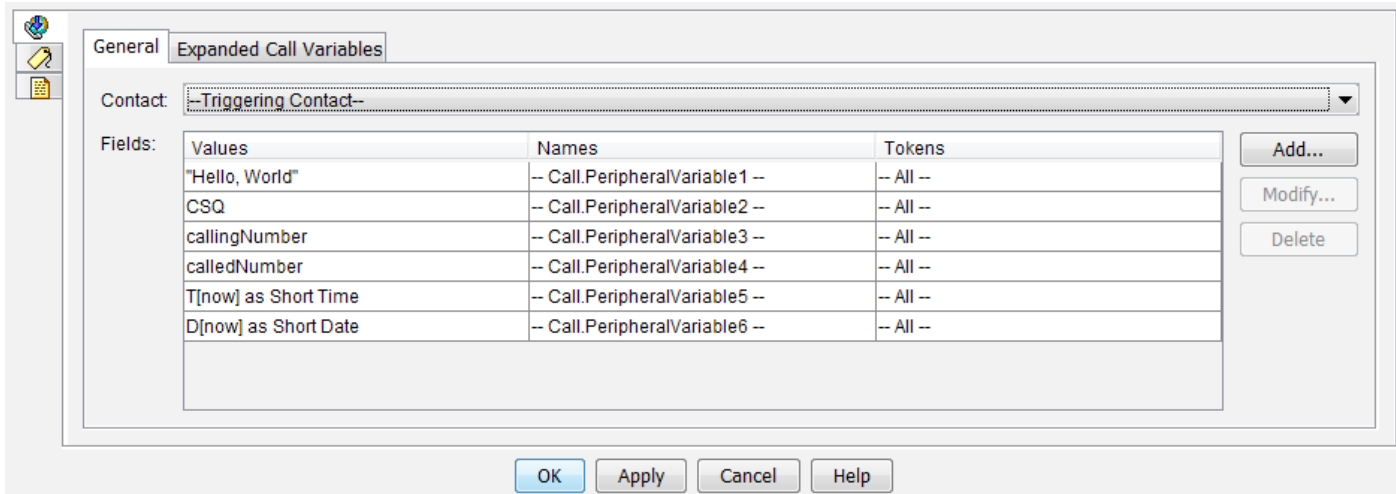 General Expanded Call Variables
Contact: --Triggering Contact--
Fields:
Values Names Tokens
"Hello, World" -- Call.PeripheralVariable1 -- -- All --
CSQ -- Call.PeripheralVariable2 -- -- All --
callingNumber -- Call.PeripheralVariable3 -- -- All --
calledNumber -- Call.PeripheralVariable4 -- -- All --
T[now] as Short Time -- Call.PeripheralVariable5 -- -- All --
D[now] as Short Date -- Call.PeripheralVariable6 -- -- All --
Add...
Modify...
Delete
OK Apply Cancel Help